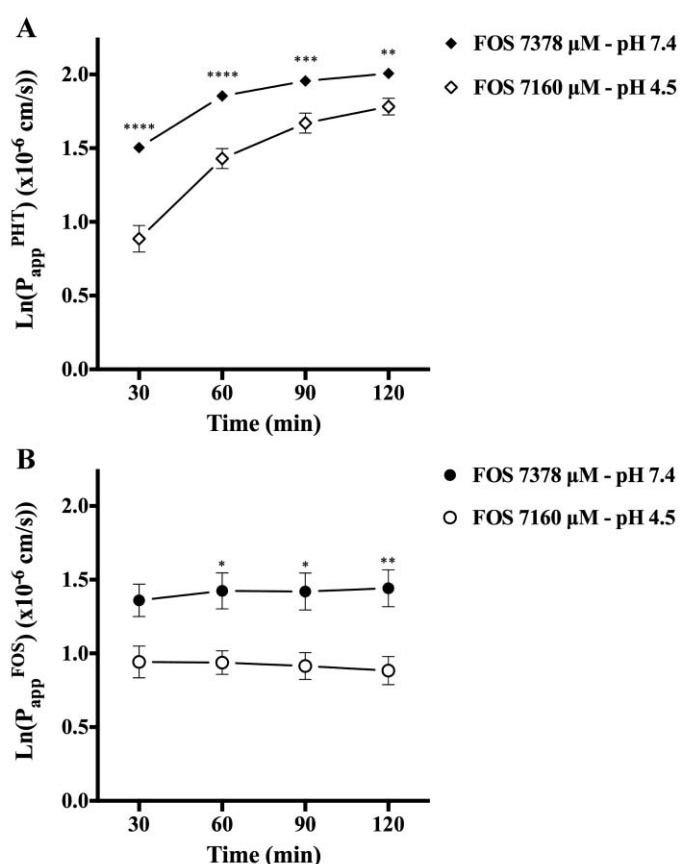 A
FOS 7378 µM - pH 7.4
FOS 7160 µM - pH 4.5
Ln(P_app^PHT) (x10^-6 cm/s))
2.0
1.5
1.0
0.5
0.0
****
****
***
**
30 60 90 120
Time (min)
B
FOS 7378 µM - pH 7.4
FOS 7160 µM - pH 4.5
Ln(P_app^FOS) (x10^-6 cm/s))
2.0
1.5
1.0
0.5
0.0
*
*
**
30 60 90 120
Time (min)